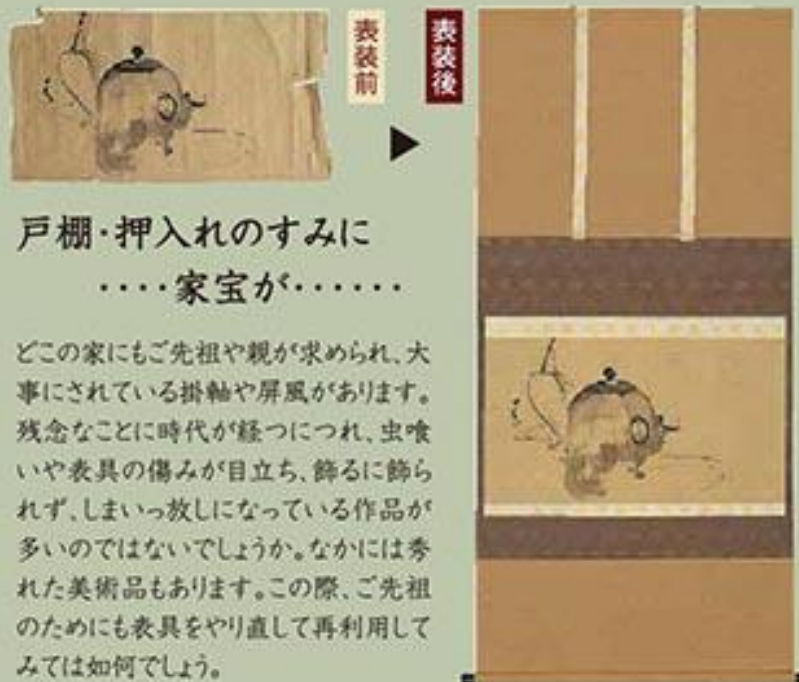 表装前
表装後
戸棚・押入れのすみに
・・・・家宝が・・・・・・
どこの家にもご先祖や親が求められ、大
事にされている掛軸や屏風があります。
残念なことに時代が経つにつれ、虫喰
いや表具の傷みが目立ち、飾るに飾ら
れず、しまいっ放しになっている作品が
多いのではないでしょうか。なかには秀
れた美術品もあります。この際、ご先祖
のためにも表具をやり直して再利用して
みては如何でしょう。